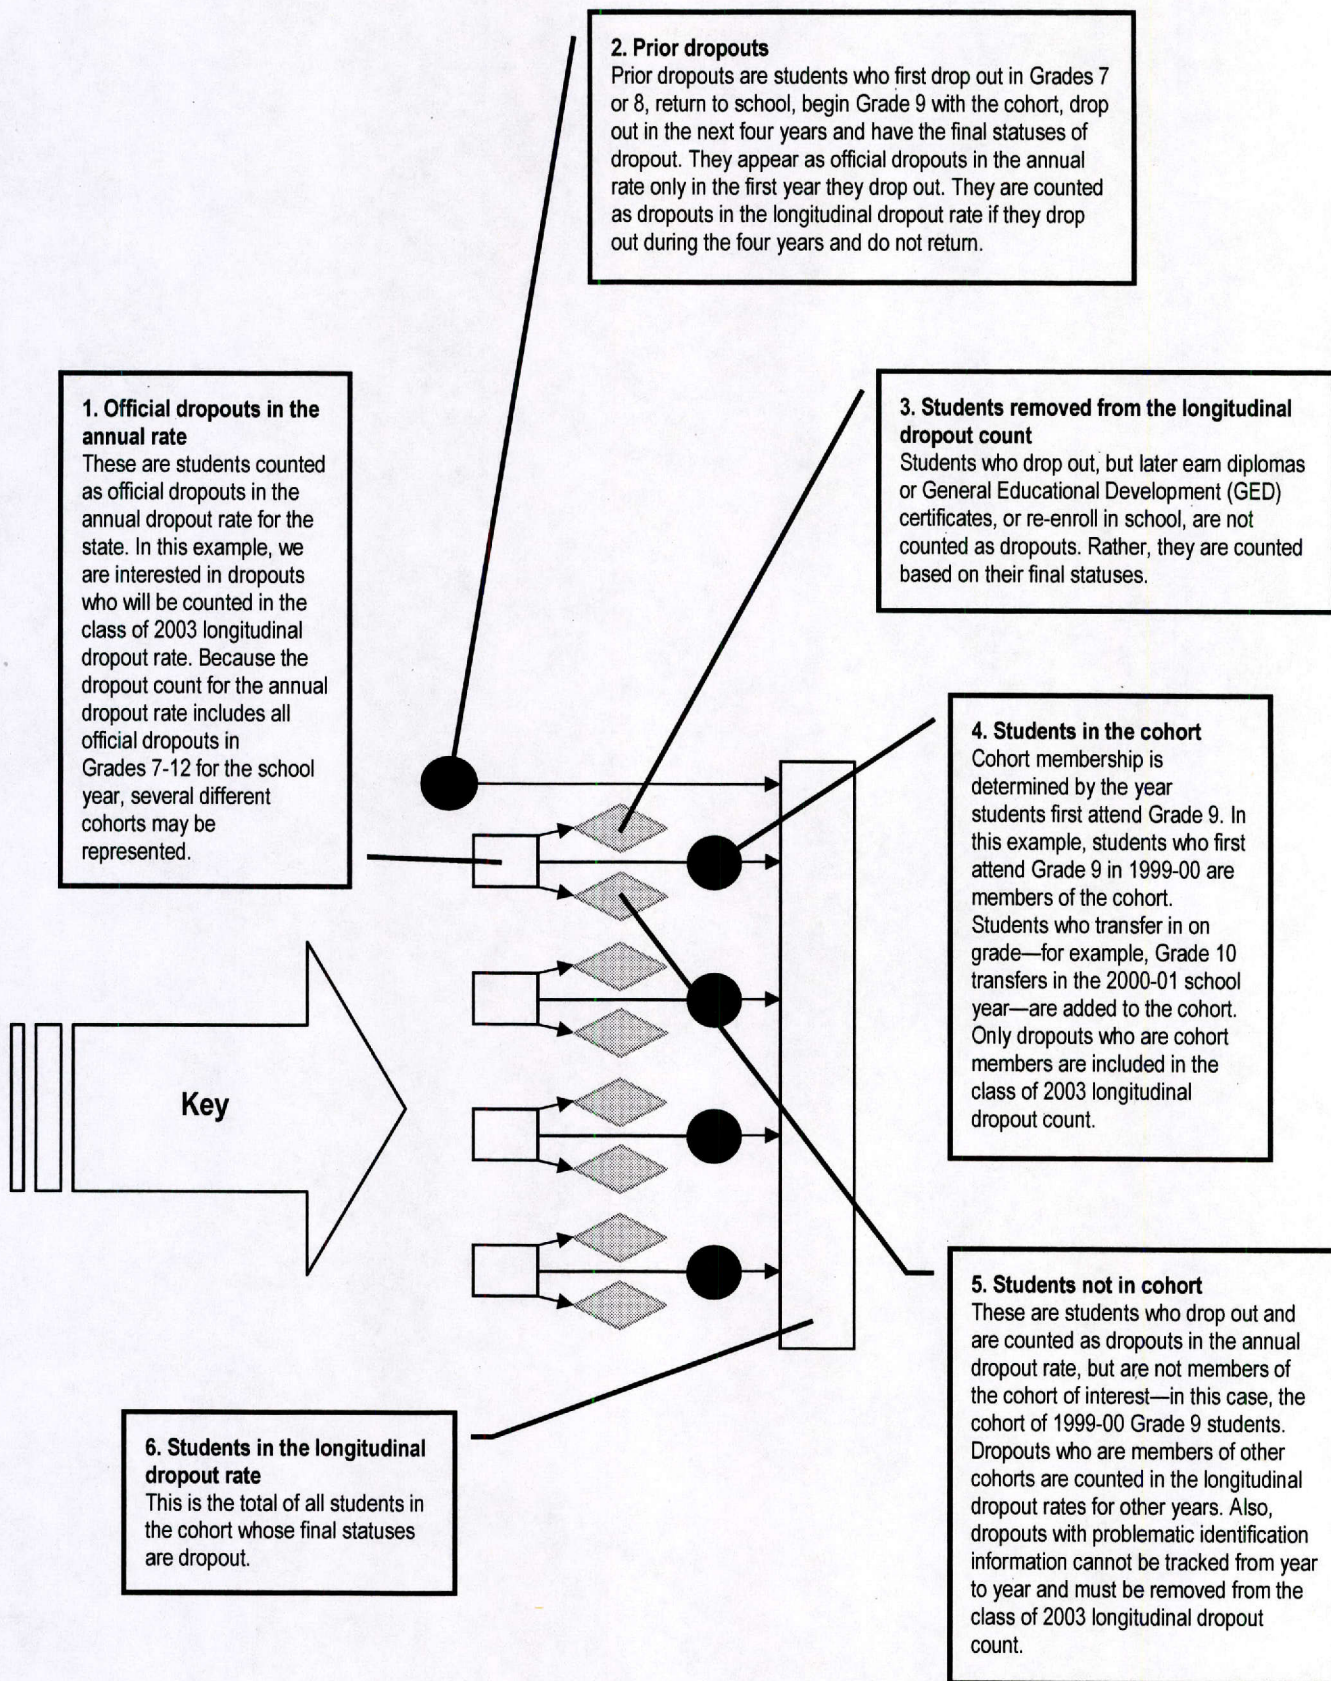 2. Prior dropouts
Prior dropouts are students who first drop out in Grades 7
or 8, return to school, begin Grade 9 with the cohort, drop
out in the next four years and have the final statuses of
dropout. They appear as official dropouts in the annual
rate only in the first year they drop out. They are counted
as dropouts in the longitudinal dropout rate if they drop
out during the four years and do not return.
1. Official dropouts in the
annual rate
These are students counted
as official dropouts in the
annual dropout rate for the
state. In this example, we
are interested in dropouts
who will be counted in the
class of 2003 longitudinal
dropout rate. Because the
dropout count for the annual
dropout rate includes all
official dropouts in
Grades 7-12 for the school
year, several different
cohorts may be
represented.
3. Students removed from the longitudinal
dropout count
Students who drop out, but later earn diplomas
or General Educational Development (GED)
certificates, or re-enroll in school, are not
counted as dropouts. Rather, they are counted
based on their final statuses.
4. Students in the cohort
Cohort membership is
determined by the year
students first attend Grade 9. In
this example, students who first
attend Grade 9 in 1999-00 are
members of the cohort.
Students who transfer in on
grade—for example, Grade 10
transfers in the 2000-01 school
year—are added to the cohort.
Only dropouts who are cohort
members are included in the
class of 2003 longitudinal
dropout count.
Key
5. Students not in cohort
These are students who drop out and
are counted as dropouts in the annual
dropout rate, but are not members of
the cohort of interest—in this case, the
cohort of 1999-00 Grade 9 students.
Dropouts who are members of other
cohorts are counted in the longitudinal
dropout rates for other years. Also,
dropouts with problematic identification
information cannot be tracked from year
to year and must be removed from the
class of 2003 longitudinal dropout
count.
6. Students in the longitudinal
dropout rate
This is the total of all students in
the cohort whose final statuses
are dropout.